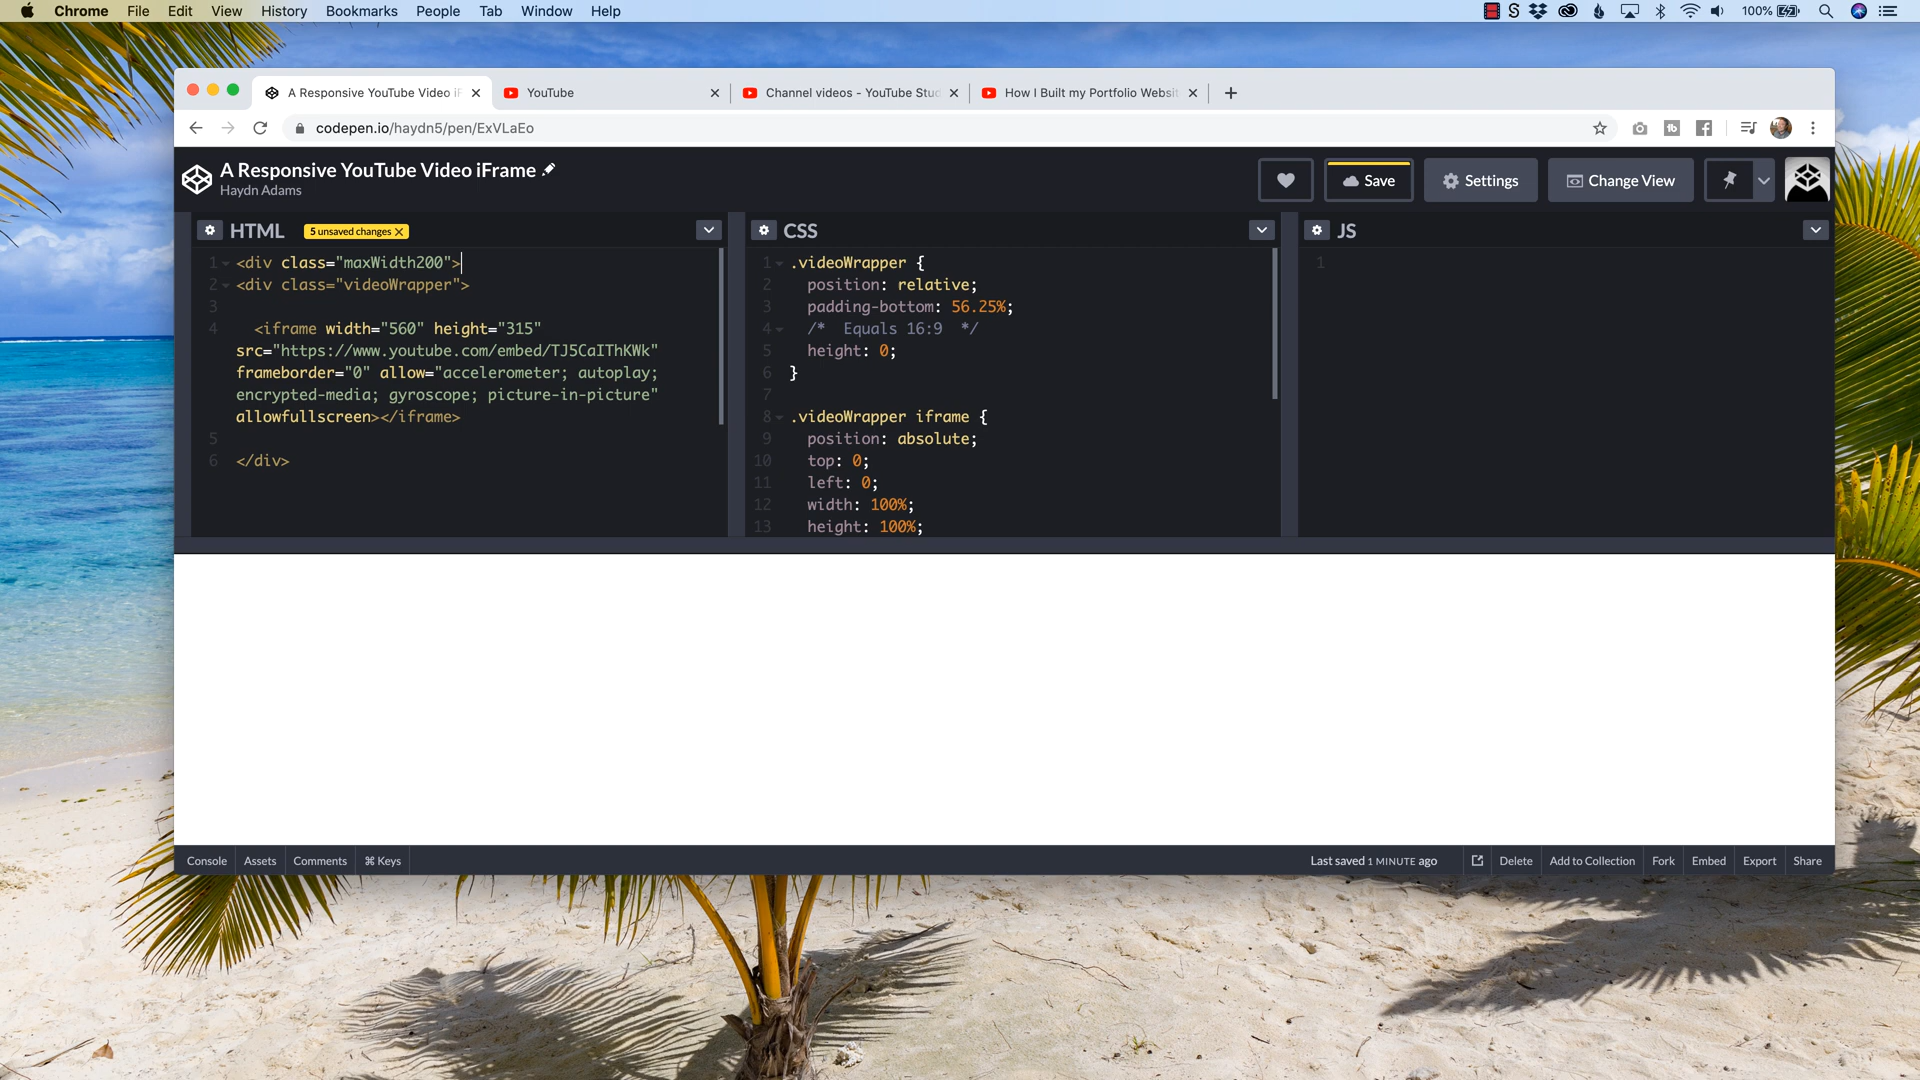 Chrome File Edit View History Bookmarks People Tab Window Help
100%
A Responsive YouTube Video iF
YouTube
Channel videos - YouTube Stud
How I Built my Portfolio Websit
codepen.io/haydn5/pen/ExVLaEo
A Responsive YouTube Video iFrame
Haydn Adams
Save
Settings
Change View
HTML
5 unsaved changes
1 <div class="maxWidth200">
2 <div class="videoWrapper">
3
4 <iframe width="560" height="315"
src="https://www.youtube.com/embed/TJ5CaIThKWk"
frameborder="0" allow="accelerometer; autoplay;
encrypted-media; gyroscope; picture-in-picture"
allowfullscreen></iframe>
5
6 </div>
CSS
1 .videoWrapper {
2 position: relative;
3 padding-bottom: 56.25%;
4 /* Equals 16:9 */
5 height: 0;
6 }
7
8 .videoWrapper iframe {
9 position: absolute;
10 top: 0;
11 left: 0;
12 width: 100%;
13 height: 100%;
JS
1
Console
Assets
Comments
⌘ Keys
Last saved 1 MINUTE ago
Delete
Add to Collection
Fork
Embed
Export
Share